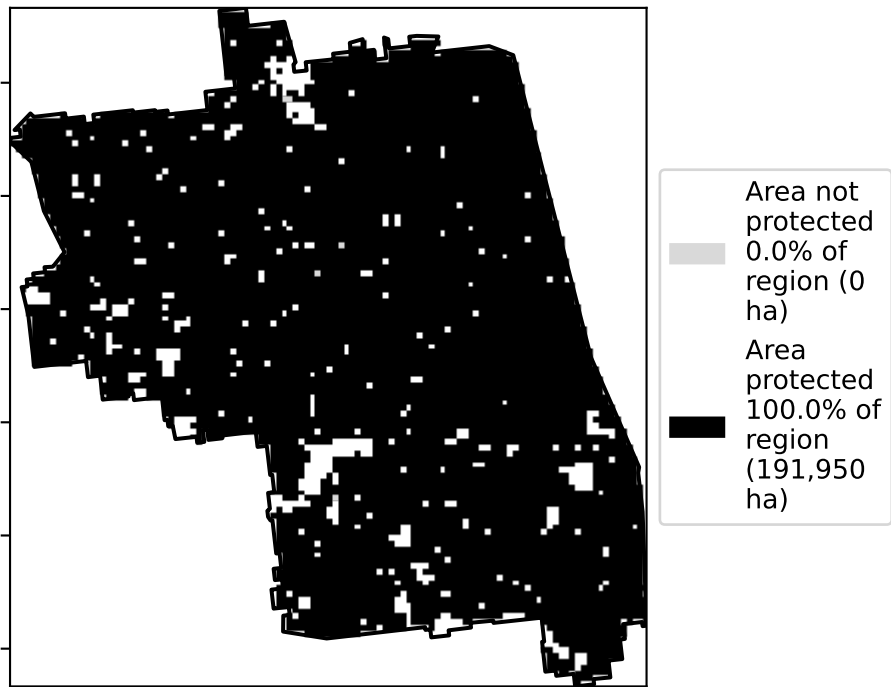 Area not
protected
0.0% of
region (0
ha)
Area
protected
100.0% of
region
(191,950
ha)